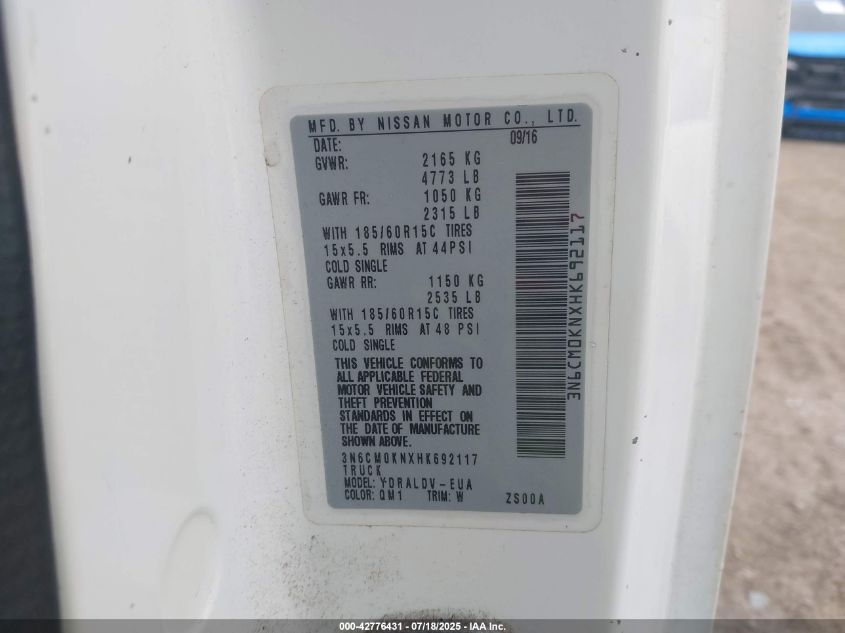 MFD. BY NISSAN MOTOR CO., LTD.
DATE: 09/16
GVWR: 2165 KG
4773 LB
GAWR FR: 1050 KG
2315 LB
WITH 185/60R15C TIRES
15x5.5 RIMS AT 44PSI
COLD SINGLE
GAWR RR: 1150 KG
2535 LB
WITH 185/60R15C TIRES
15x5.5 RIMS AT 48 PSI
COLD SINGLE
THIS VEHICLE CONFORMS TO
ALL APPLICABLE FEDERAL
MOTOR VEHICLE SAFETY AND
THEFT PREVENTION
STANDARDS IN EFFECT ON
THE DATE OF MANUFACTURE
SHOWN ABOVE.
3N6CM0KNXHK692117
TRUCK
MODEL: YDRALDV-EUA
COLOR: QM1 TRIM: W ZS00A
3N6CM0KNXHK692117
000-42776431 - 07/18/2025 - IAA Inc.